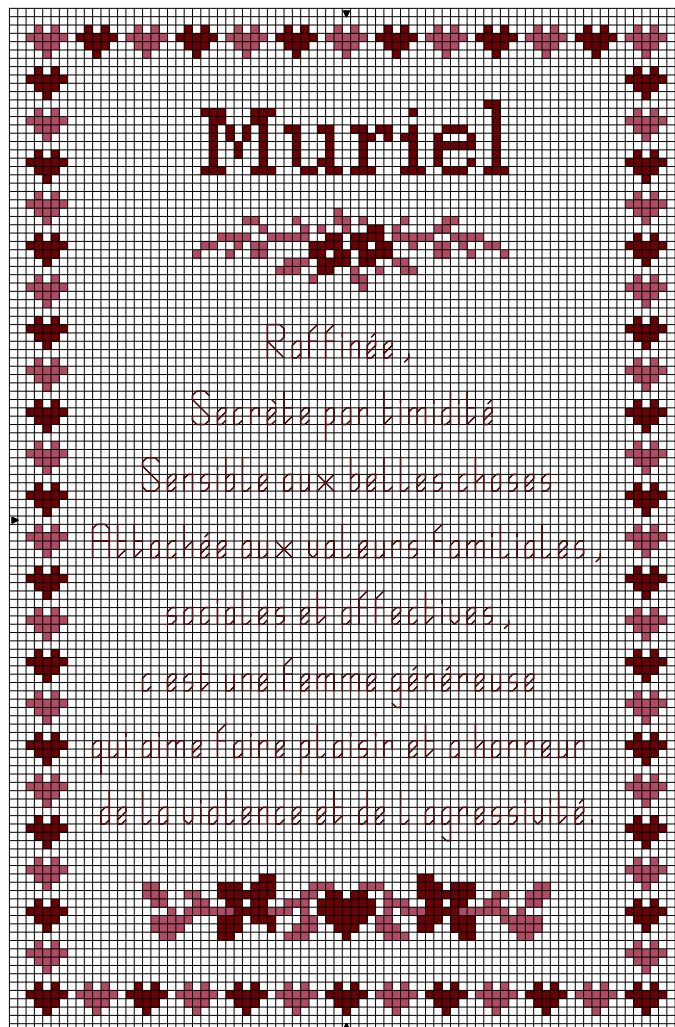 Muriel
Raffinée,
Secrète par timidité
Sensible aux belles choses
Attachée aux valeurs familiales,
sociales et affectives,
c est une femme généreuse
qui aime faire plaisir et a horreur
de la violence et de l agressivité.